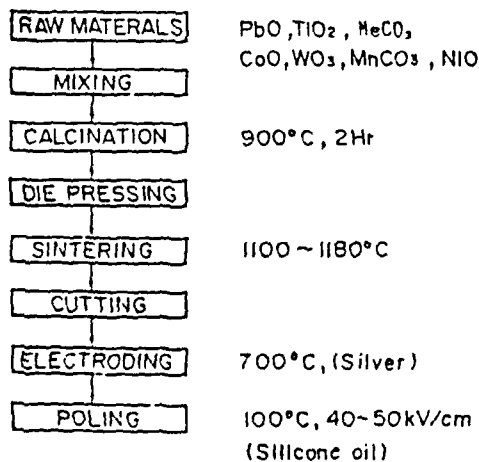 RAW MATERALS
PbO, TiO2, MeCO3
CoO, WO3, MnCO3, NIO
MIXING
CALCINATION
900°C, 2Hr
DIE PRESSING
SINTERING
1100 ~ 1180°C
CUTTING
ELECTRODING
700°C, (Silver)
POLING
100°C, 40~50kV/cm
(Silicone oil)